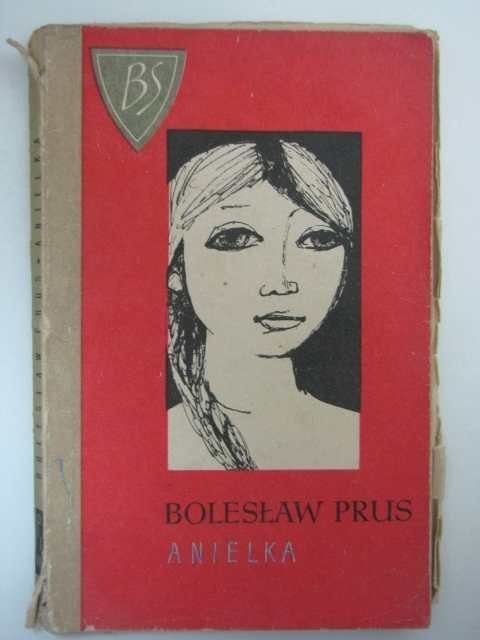 BS
BOLESŁAW PRUS
ANIELKA
BOLESŁAW PRUS - ANIELKA